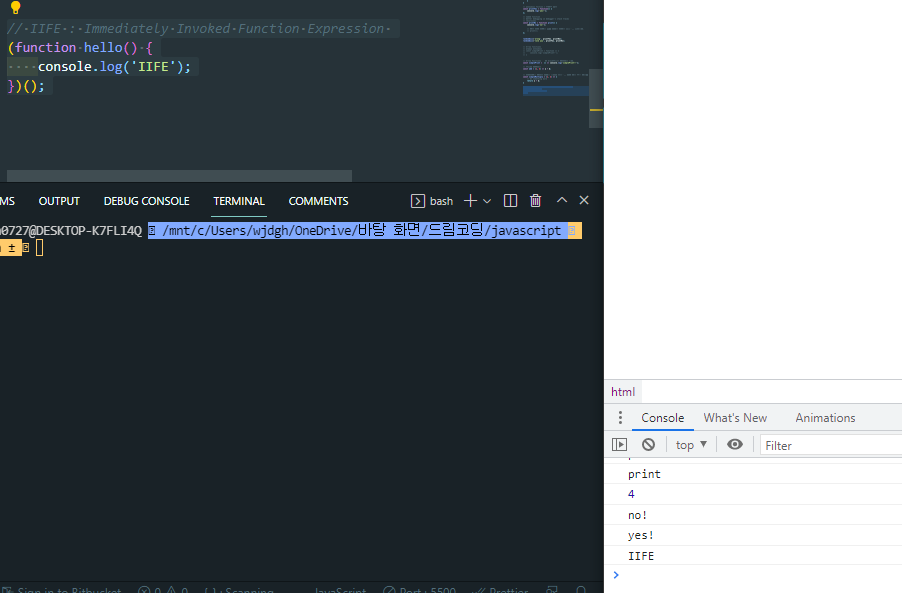 // IIFE : Immediately Invoked Function Expression
(function hello() {
    console.log('IIFE');
})();
MS OUTPUT DEBUG CONSOLE TERMINAL COMMENTS bash
0727@DESKTOP-K7FLI4Q /mnt/c/Users/wjdgh/OneDrive/바탕 화면/드림코딩/javascript
±
Sign in to Bitbucket 0 0 Scanning JavaScript Port : 5500 Prettier
html
Console What's New Animations
top Filter
print
4
no!
yes!
IIFE